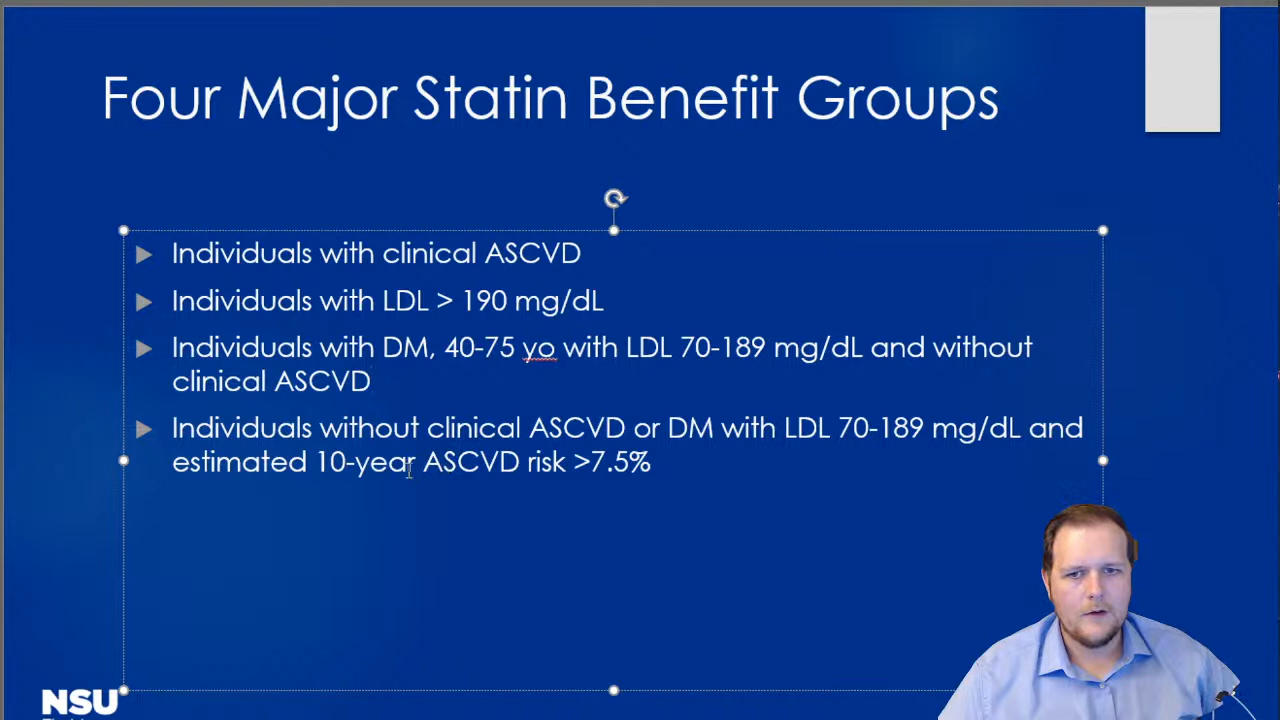 Four Major Statin Benefit Groups
Individuals with clinical ASCVD
Individuals with LDL > 190 mg/dL
Individuals with DM, 40-75 yo with LDL 70-189 mg/dL and without
clinical ASCVD
Individuals without clinical ASCVD or DM with LDL 70-189 mg/dL and
estimated 10-year ASCVD risk >7.5%
NSU